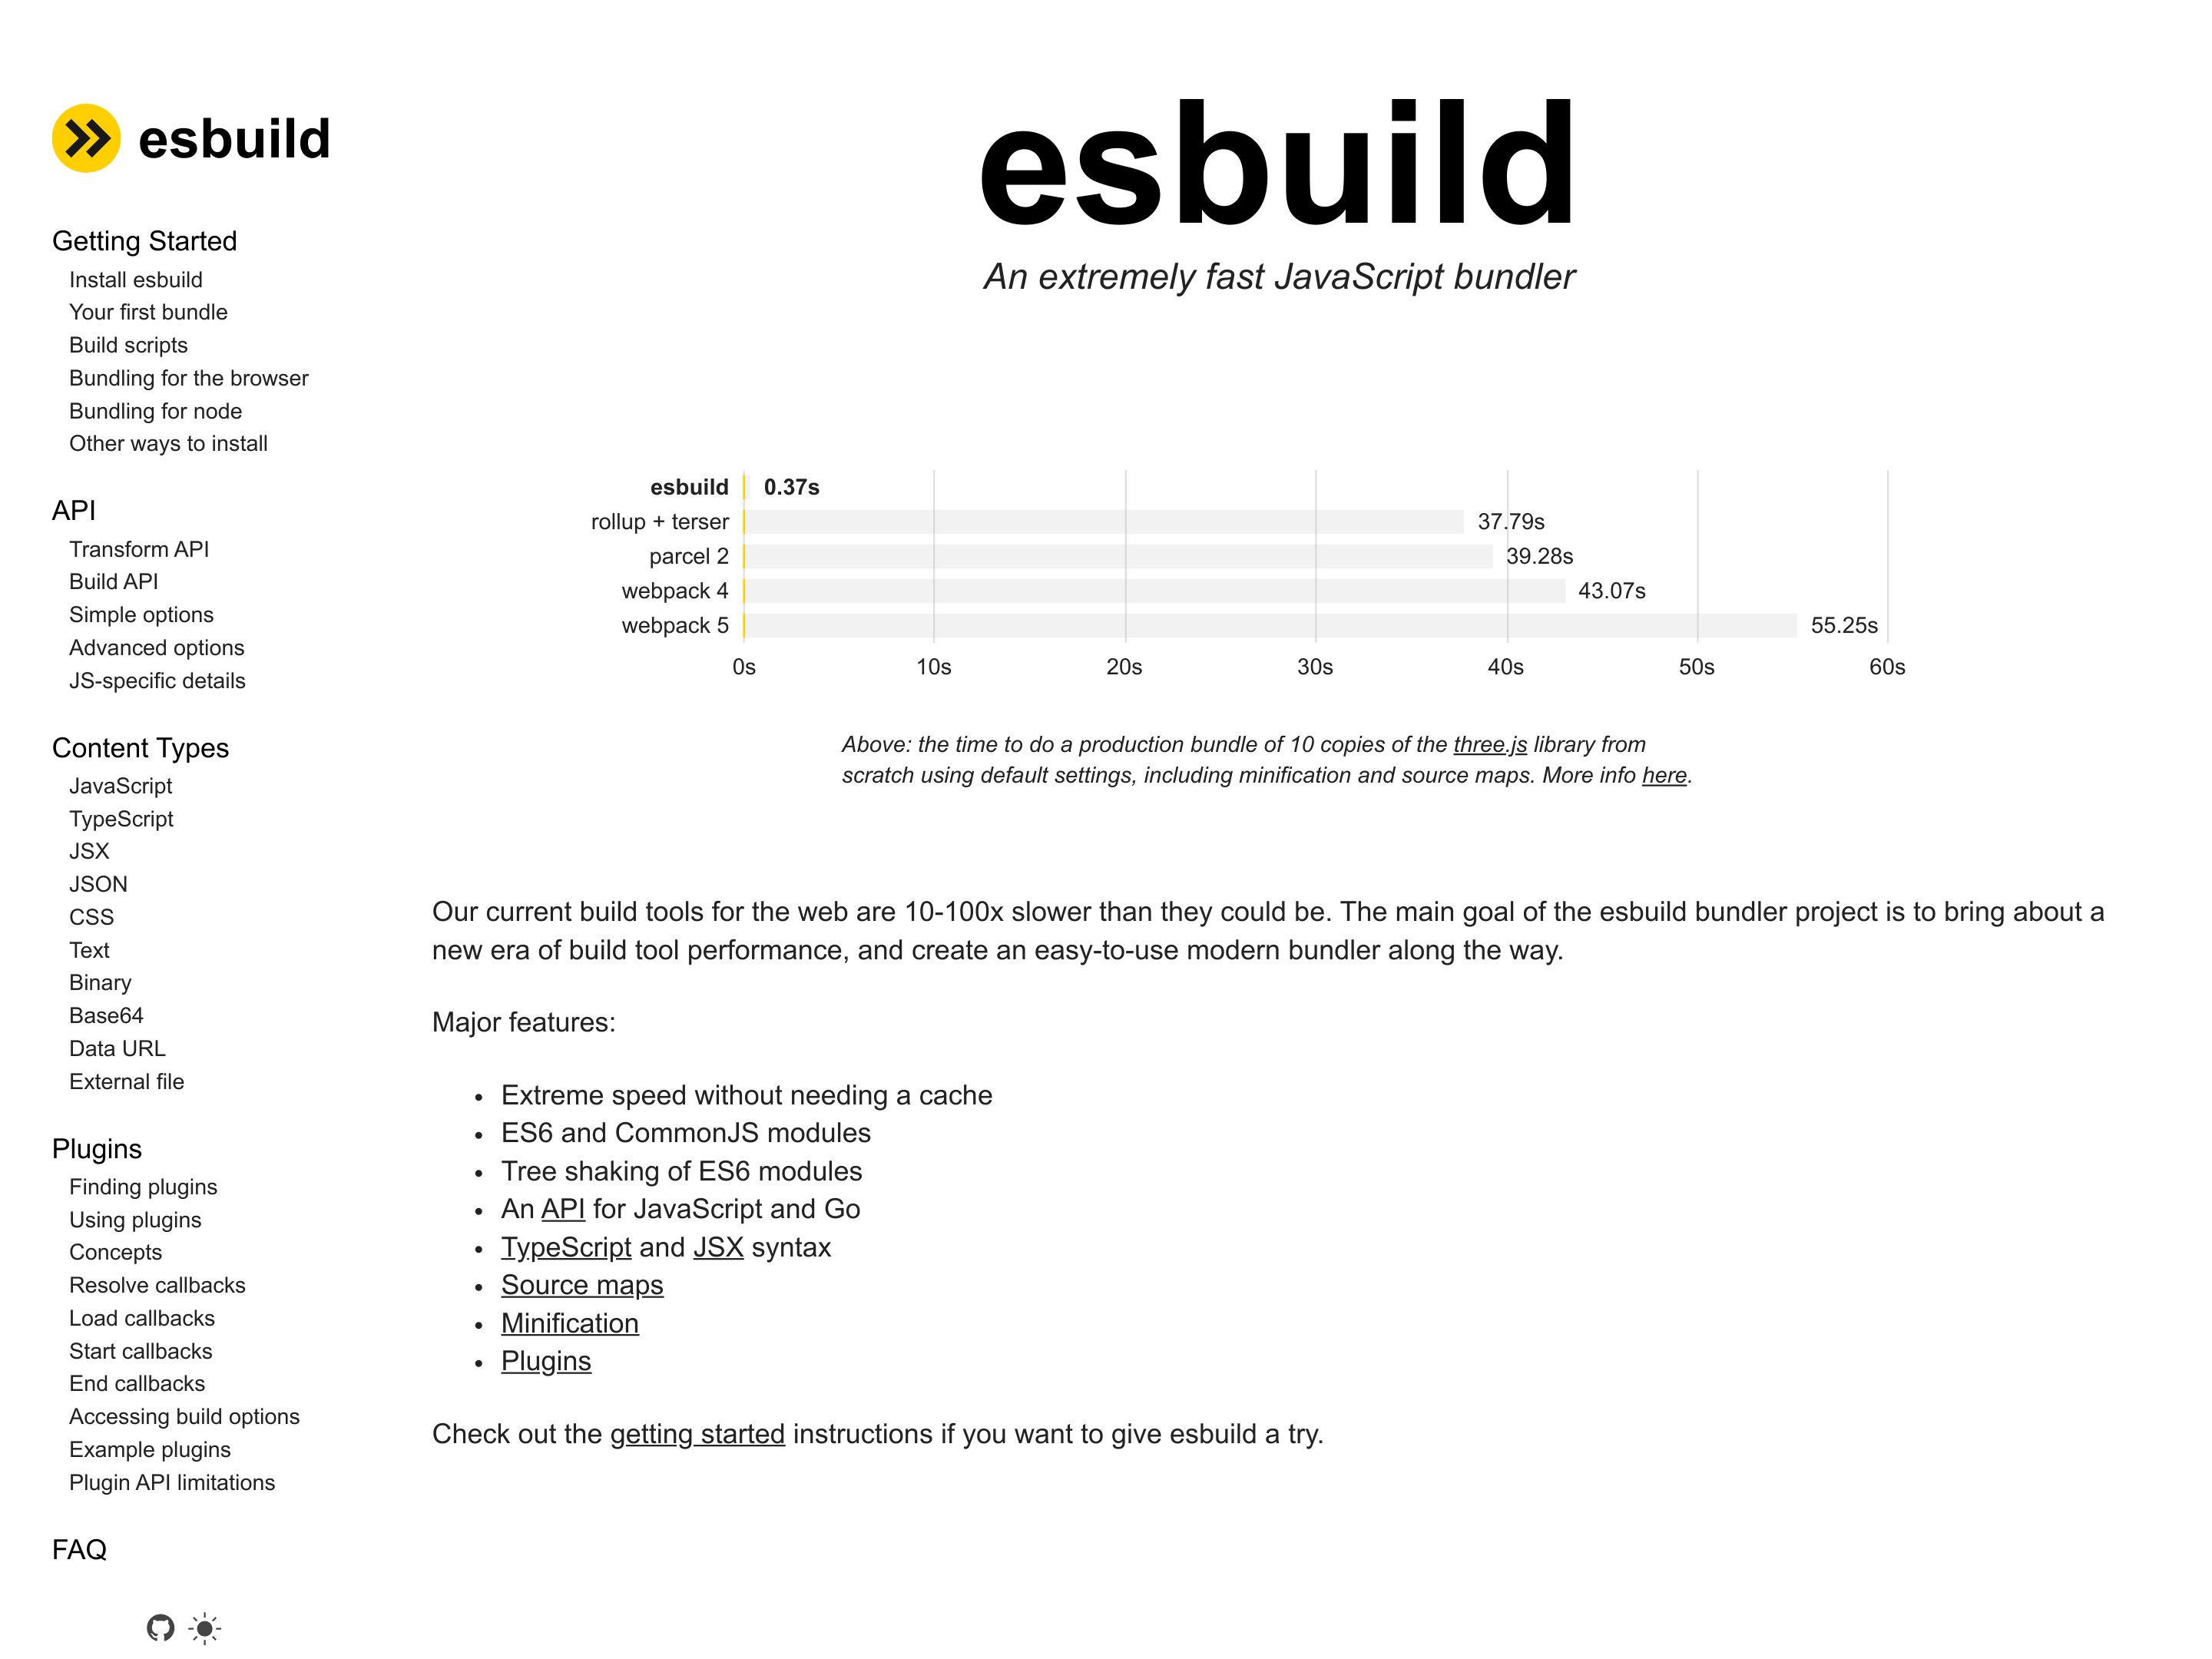 esbuild
Getting Started
Install esbuild
Your first bundle
Build scripts
Bundling for the browser
Bundling for node
Other ways to install
API
Transform API
Build API
Simple options
Advanced options
JS-specific details
Content Types
JavaScript
TypeScript
JSX
JSON
CSS
Text
Binary
Base64
Data URL
External file
Plugins
Finding plugins
Using plugins
Concepts
Resolve callbacks
Load callbacks
Start callbacks
End callbacks
Accessing build options
Example plugins
Plugin API limitations
FAQ
esbuild
An extremely fast JavaScript bundler
esbuild 0.37s
rollup + terser 37.79s
parcel 2 39.28s
webpack 4 43.07s
webpack 5 55.25s
0s 10s 20s 30s 40s 50s 60s
Above: the time to do a production bundle of 10 copies of the three.js library from
scratch using default settings, including minification and source maps. More info here.
Our current build tools for the web are 10-100x slower than they could be. The main goal of the esbuild bundler project is to bring about a
new era of build tool performance, and create an easy-to-use modern bundler along the way.
Major features:
• Extreme speed without needing a cache
• ES6 and CommonJS modules
• Tree shaking of ES6 modules
• An API for JavaScript and Go
• TypeScript and JSX syntax
• Source maps
• Minification
• Plugins
Check out the getting started instructions if you want to give esbuild a try.